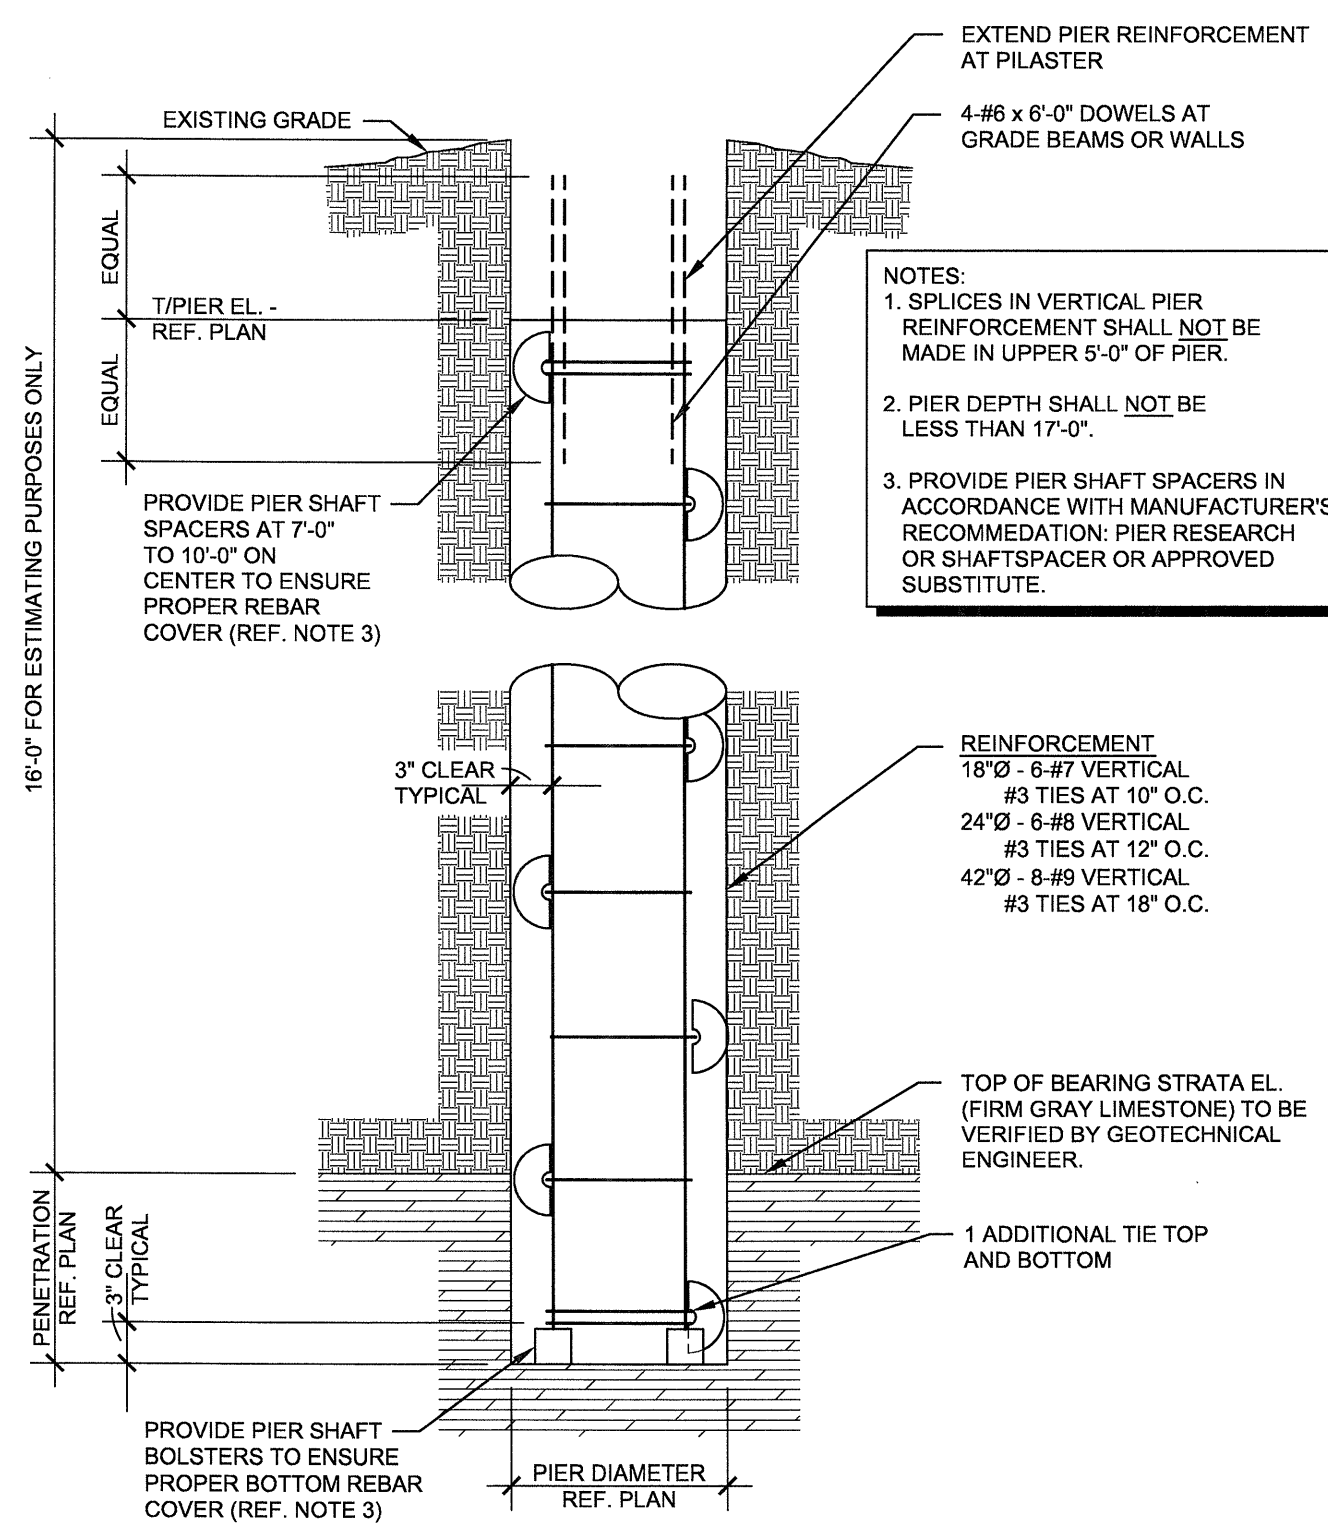 EXTEND PIER REINFORCEMENT
AT PILASTER
4-#6 x 6'-0" DOWELS AT
GRADE BEAMS OR WALLS
EXISTING GRADE
EQUAL
T/PIER EL. -
REF. PLAN
EQUAL
16'-0" FOR ESTIMATING PURPOSES ONLY
NOTES:
1. SPLICES IN VERTICAL PIER
REINFORCEMENT SHALL NOT BE
MADE IN UPPER 5'-0" OF PIER.
2. PIER DEPTH SHALL NOT BE
LESS THAN 17'-0".
3. PROVIDE PIER SHAFT SPACERS IN
ACCORDANCE WITH MANUFACTURER'S
RECOMMEDATION: PIER RESEARCH
OR SHAFTSPACER OR APPROVED
SUBSTITUTE.
PROVIDE PIER SHAFT
SPACERS AT 7'-0"
TO 10'-0" ON
CENTER TO ENSURE
PROPER REBAR
COVER (REF. NOTE 3)
3" CLEAR
TYPICAL
REINFORCEMENT
18"Ø - 6-#7 VERTICAL
#3 TIES AT 10" O.C.
24"Ø - 6-#8 VERTICAL
#3 TIES AT 12" O.C.
42"Ø - 8-#9 VERTICAL
#3 TIES AT 18" O.C.
TOP OF BEARING STRATA EL.
(FIRM GRAY LIMESTONE) TO BE
VERIFIED BY GEOTECHNICAL
ENGINEER.
PENETRATION
REF. PLAN
3" CLEAR
TYPICAL
1 ADDITIONAL TIE TOP
AND BOTTOM
PROVIDE PIER SHAFT
BOLSTERS TO ENSURE
PROPER BOTTOM REBAR
COVER (REF. NOTE 3)
PIER DIAMETER
REF. PLAN